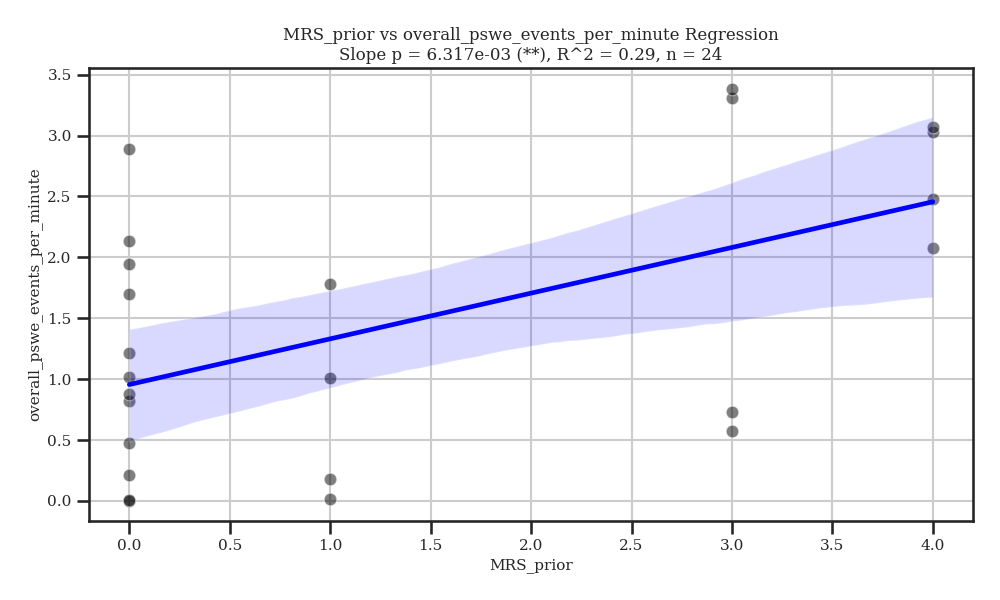 MRS_prior vs overall_pswe_events_per_minute Regression
Slope p = 6.317e-03 (**), R^2 = 0.29, n = 24
overall_pswe_events_per_minute
3.5
3.0
2.5
2.0
1.5
1.0
0.5
0.0
0.0 0.5 1.0 1.5 2.0 2.5 3.0 3.5 4.0
MRS_prior